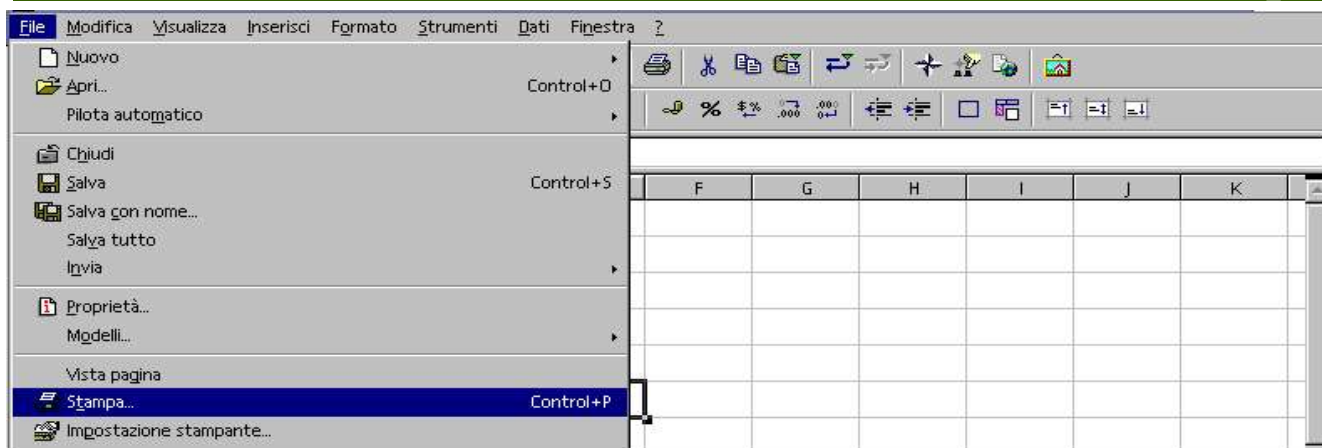 File Modifica Visualizza Inserisci Formato Strumenti Dati Finestra ?
Nuovo
Apri... Control+O
Pilota automatico
Chiudi
Salva Control+S
Salva con nome...
Salva tutto
Invia
Proprietà...
Modelli...
Vista pagina
Stampa... Control+P
Impostazione stampante...
F G H I J K